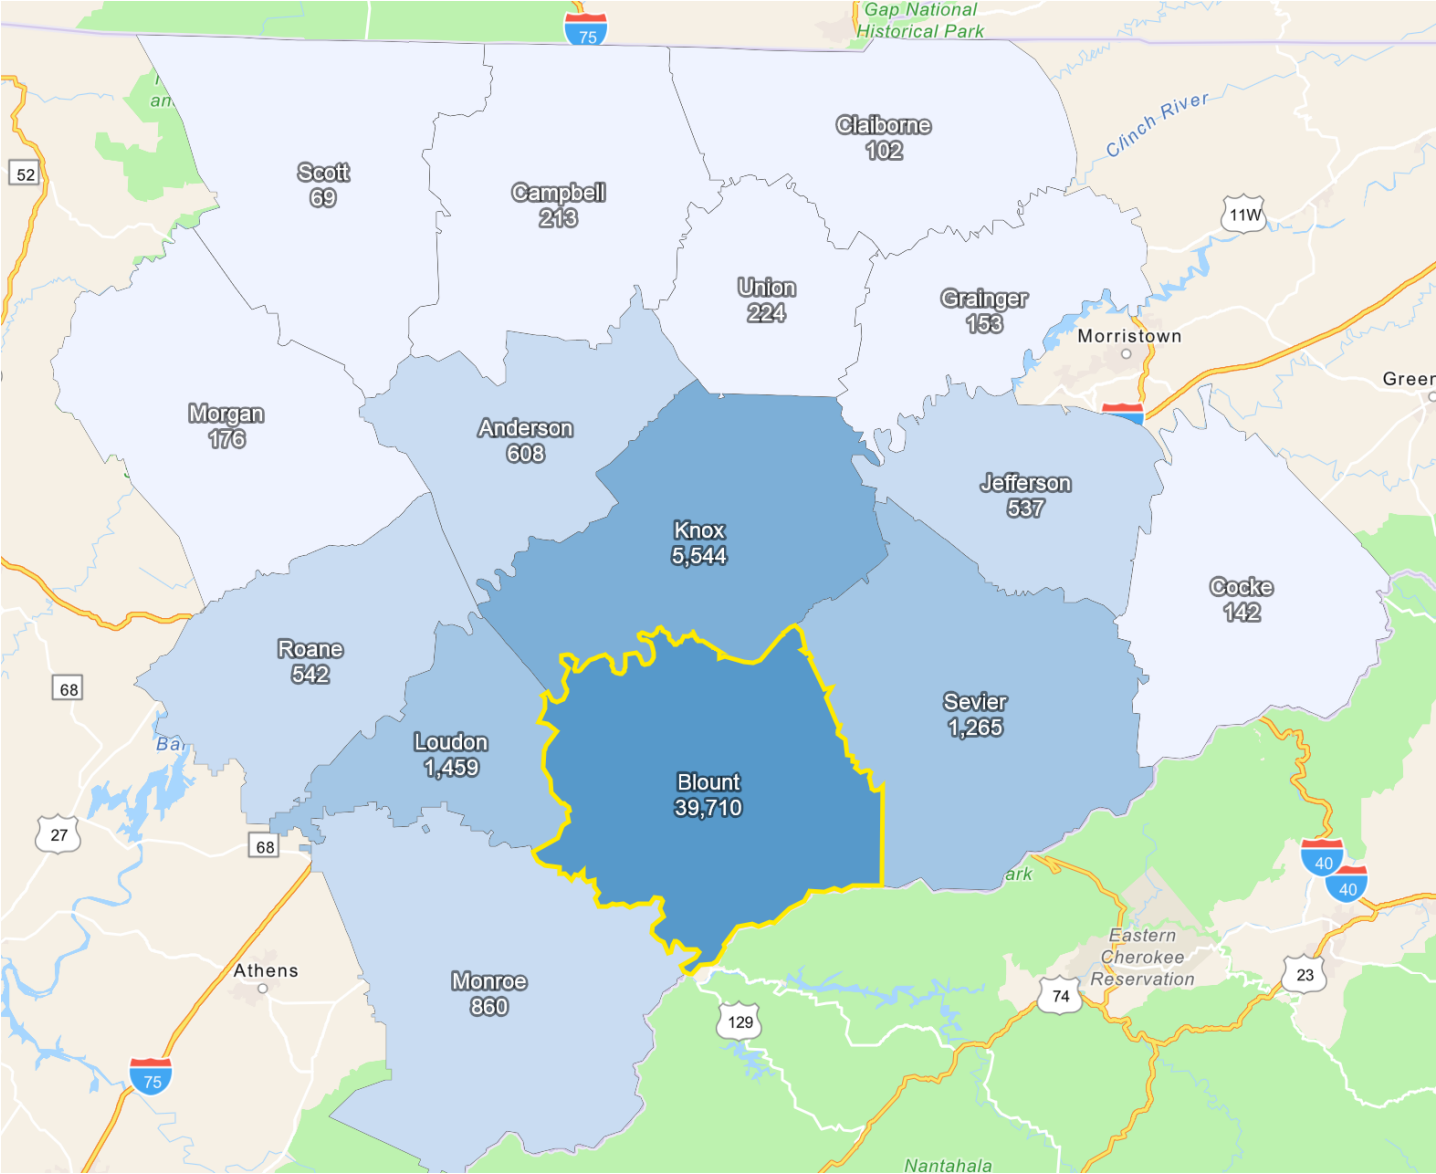 Gap National
Historical Park
75
an
Clinch River
Claiborne
102
Scott
69
52
Campbell
213
11W
Union
224
Grainger
153
Morristown
Green
Morgan
176
Anderson
608
Jefferson
537
Knox
5,544
Cocke
142
Roane
542
68
Sevier
1,265
Loudon
1,459
Bar
Blount
39,710
27
68
40
40
ark
Eastern
Cherokee
Reservation
Athens
Monroe
860
74
23
129
75
Nantahala